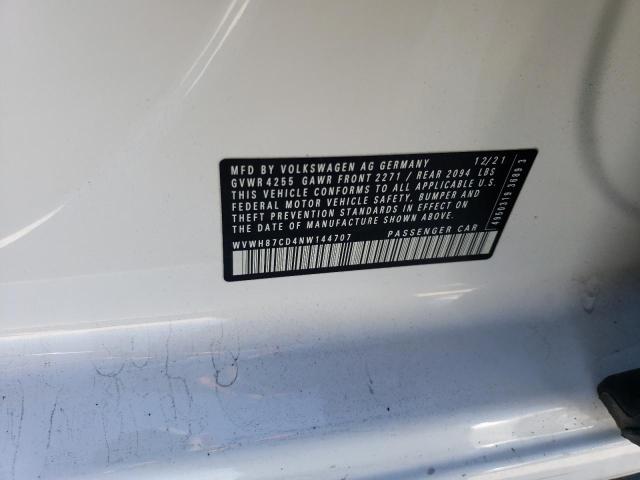 MFD BY VOLKSWAGEN AG GERMANY 12/21
GVWR 4255 GAWR FRONT 2271 / REAR 2094 LBS
THIS VEHICLE CONFORMS TO ALL APPLICABLE U.S.
FEDERAL MOTOR VEHICLE SAFETY, BUMPER AND
THEFT PREVENTION STANDARDS IN EFFECT ON
THE DATE OF MANUFACTURE SHOWN ABOVE.
WVWH87CD4NW144707 PASSENGER CAR